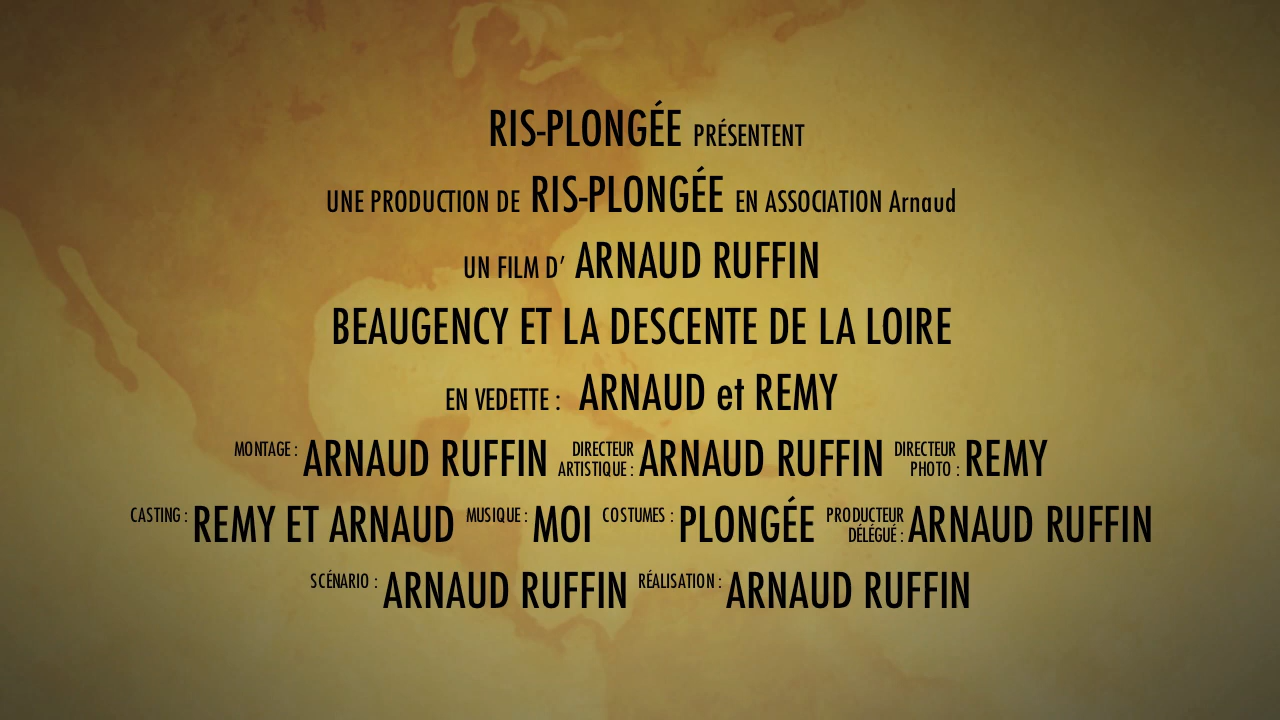 RIS-PLONGÉE PRÉSENTENT
UNE PRODUCTION DE RIS-PLONGÉE EN ASSOCIATION Arnaud
UN FILM D’ ARNAUD RUFFIN
BEAUGENCY ET LA DESCENTE DE LA LOIRE
EN VEDETTE : ARNAUD et REMY
MONTAGE : ARNAUD RUFFIN DIRECTEUR ARTISTIQUE : ARNAUD RUFFIN DIRECTEUR PHOTO : REMY
CASTING : REMY ET ARNAUD MUSIQUE : MOI COSTUMES : PLONGÉE PRODUCTEUR DÉLÉGUÉ : ARNAUD RUFFIN
SCÉNARIO : ARNAUD RUFFIN RÉALISATION : ARNAUD RUFFIN